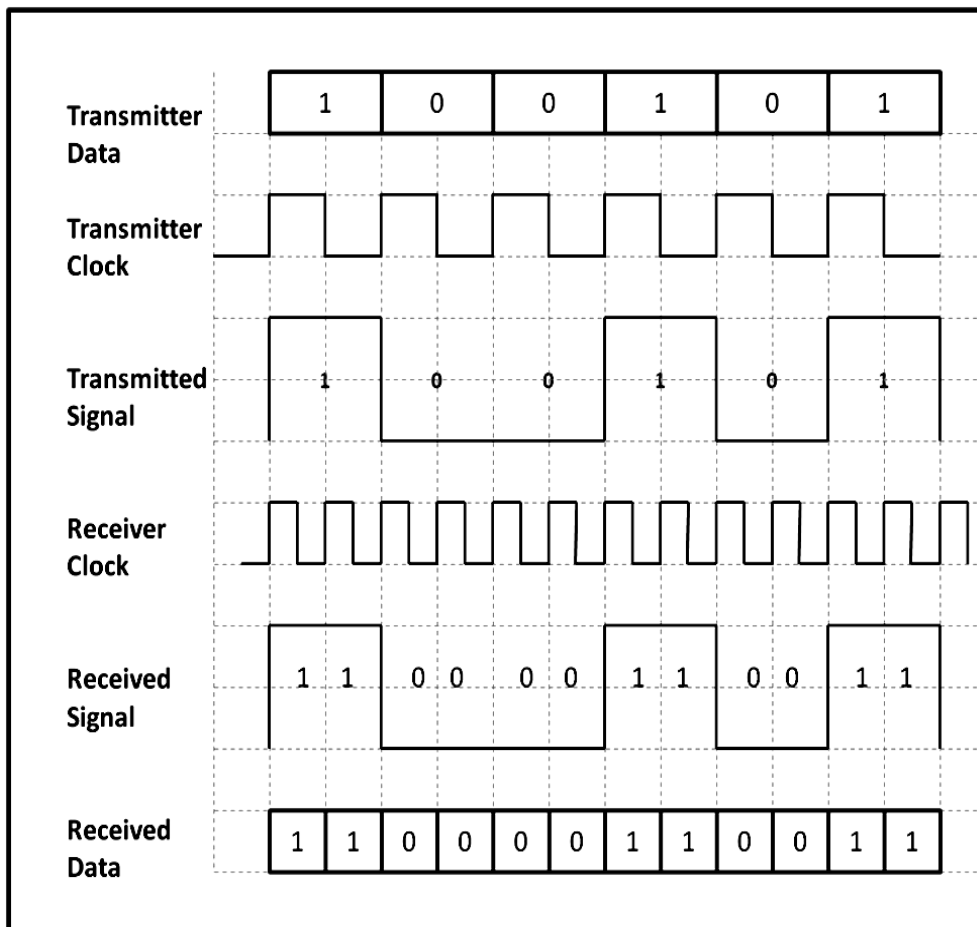 Transmitter
Data
1 0 0 1 0 1
Transmitter
Clock
Transmitted
Signal
1 0 0 1 0 1
Receiver
Clock
Received
Signal
1 1 0 0 0 0 1 1 0 0 1 1
Received
Data
1 1 0 0 0 0 1 1 0 0 1 1